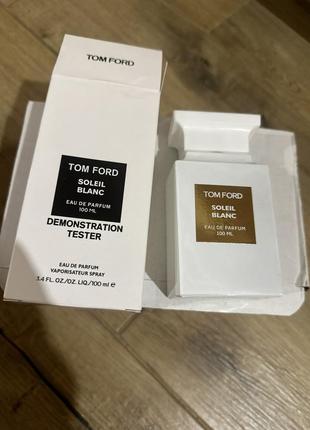 TOM FORD
TOM FORD
SOLEIL
BLANC
EAU DE PARFUM
100 ML
DEMONSTRATION
TESTER
EAU DE PARFUM
VAPORISATEUR SPRAY
3.4 FL.OZ./OZ.LIQ/100 ml e
TOM FORD
SOLEIL
BLANC
EAU DE PARFUM
100 ML